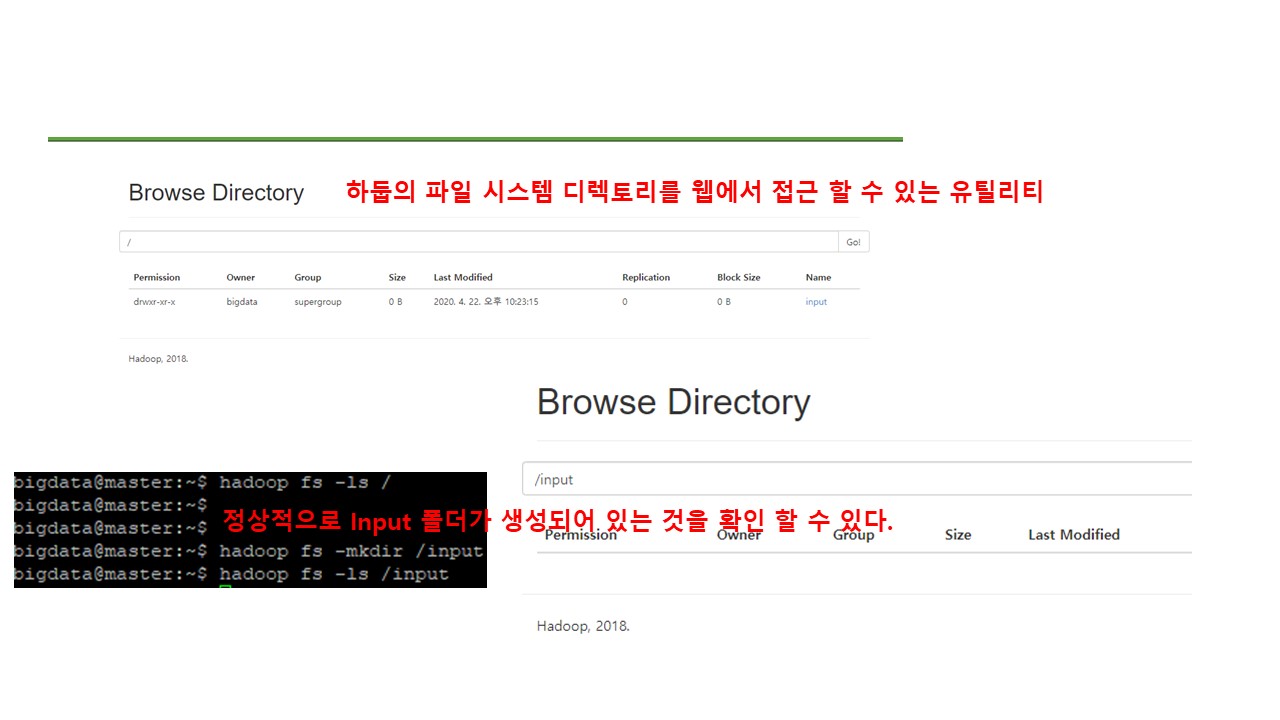 Browse Directory 하둡의 파일 시스템 디렉토리를 웹에서 접근 할 수 있는 유틸리티
/ Go!
Permission Owner Group Size Last Modified Replication Block Size Name
drwxr-xr-x bigdata supergroup 0 B 2020. 4. 22. 오후 10:23:15 0 0 B input
Hadoop, 2018.
Browse Directory
/input
Permission Owner Group Size Last Modified
Hadoop, 2018.
bigdata@master:~$ hadoop fs -ls /
bigdata@master:~$
bigdata@master:~$
bigdata@master:~$ hadoop fs -mkdir /input
bigdata@master:~$ hadoop fs -ls /input
정상적으로 Input 폴더가 생성되어 있는 것을 확인 할 수 있다.